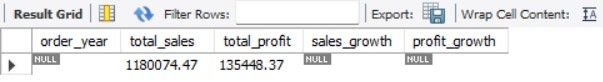 Result Grid Filter Rows: Export: Wrap Cell Content: IA
order_year total_sales total_profit sales_growth profit_growth
NULL 1180074.47 135448.37 NULL NULL